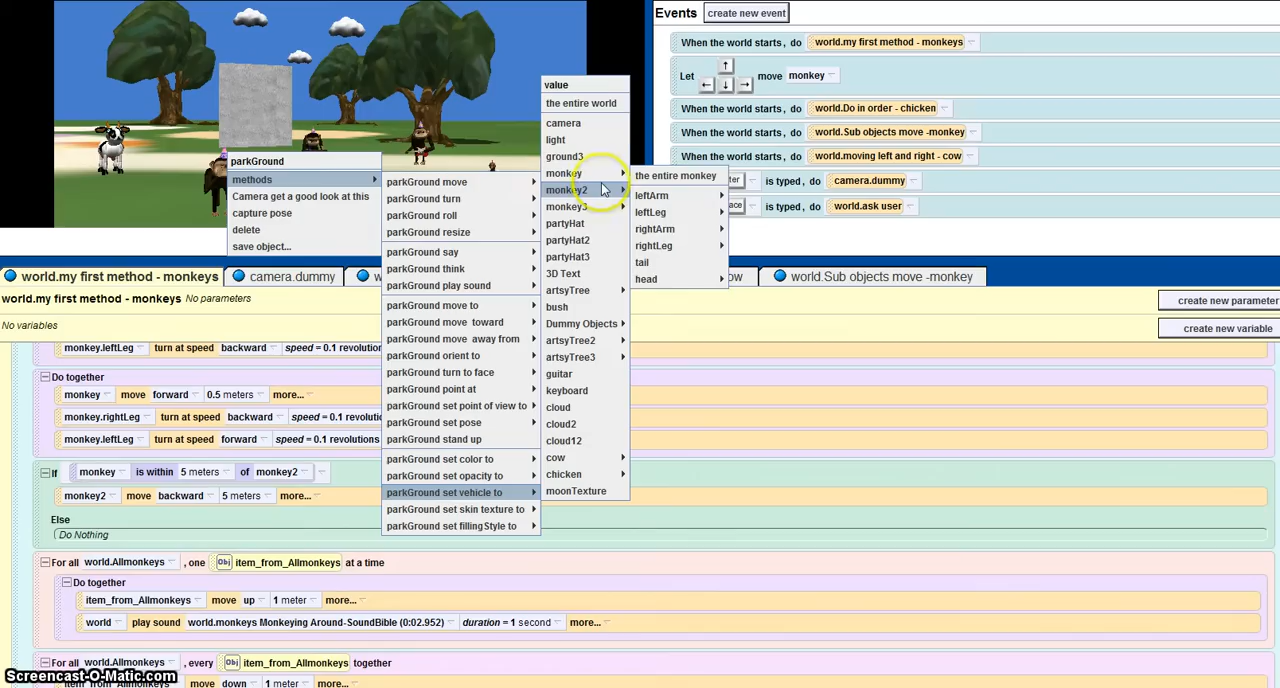 Events create new event
When the world starts, do world.my first method - monkeys
Let move monkey
When the world starts, do world.Do in order - chicken
When the world starts, do world.Sub objects move -monkey
When the world starts, do world.moving left and right - cow
is typed, do camera.dummy
is typed, do world.ask user
parkGround
methods
Camera get a good look at this
capture pose
delete
save object...
parkGround move
parkGround turn
parkGround roll
parkGround resize
parkGround say
parkGround think
parkGround play sound
parkGround move to
parkGround move toward
parkGround move away from
parkGround orient to
parkGround turn to face
parkGround point at
parkGround set point of view to
parkGround set pose
parkGround stand up
parkGround set color to
parkGround set opacity to
parkGround set vehicle to
parkGround set skin texture to
parkGround set fillingStyle to
value
the entire world
camera
light
ground3
monkey
monkey2
monkey3
partyHat
partyHat2
partyHat3
3D Text
artsyTree
bush
Dummy Objects
artsyTree2
artsyTree3
guitar
keyboard
cloud
cloud2
cloud12
cow
chicken
moonTexture
the entire monkey
leftArm
leftLeg
rightArm
rightLeg
tail
head
world.my first method - monkeys camera.dummy world.Sub objects move -monkey
world.my first method - monkeys No parameters create new parameter
No variables create new variable
monkey.leftLeg turn at speed backward speed = 0.1 revolutions
Do together
monkey move forward 0.5 meters more...
monkey.rightLeg turn at speed backward speed = 0.1 revolutions
monkey.leftLeg turn at speed forward speed = 0.1 revolutions
If monkey is within 5 meters of monkey2
monkey2 move backward 5 meters more...
Else
Do Nothing
For all world.Allmonkeys , one Obj item_from_Allmonkeys at a time
Do together
item_from_Allmonkeys move up 1 meter more...
world play sound world.monkeys Monkeying Around-SoundBible (0:02.952) duration = 1 second more...
For all world.Allmonkeys , every Obj item_from_Allmonkeys together
item_from_Allmonkeys move down 1 meter more...
Screencast-O-Matic.com